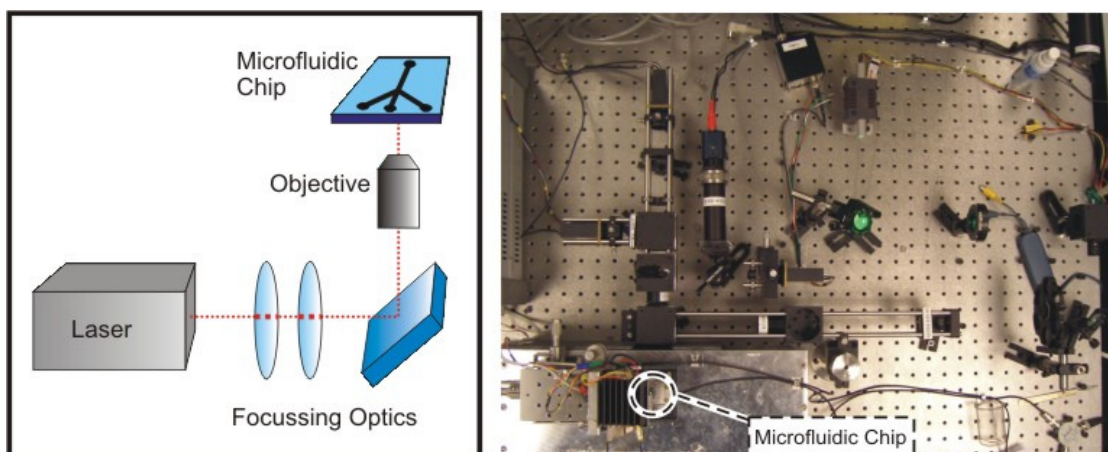 Microfluidic
Chip
Objective
Laser
Focussing Optics
Microfluidic Chip